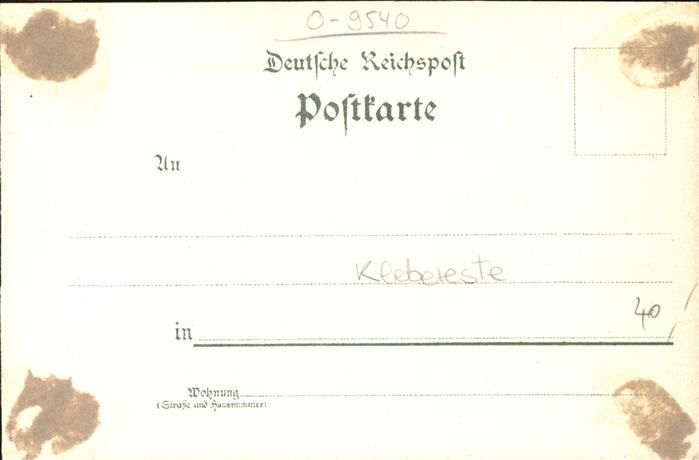 O-9540
Deutsche Reichspost
Postkarte
An
Klebereste
40,
in
Wohnung
(Straße und Hausnummer)